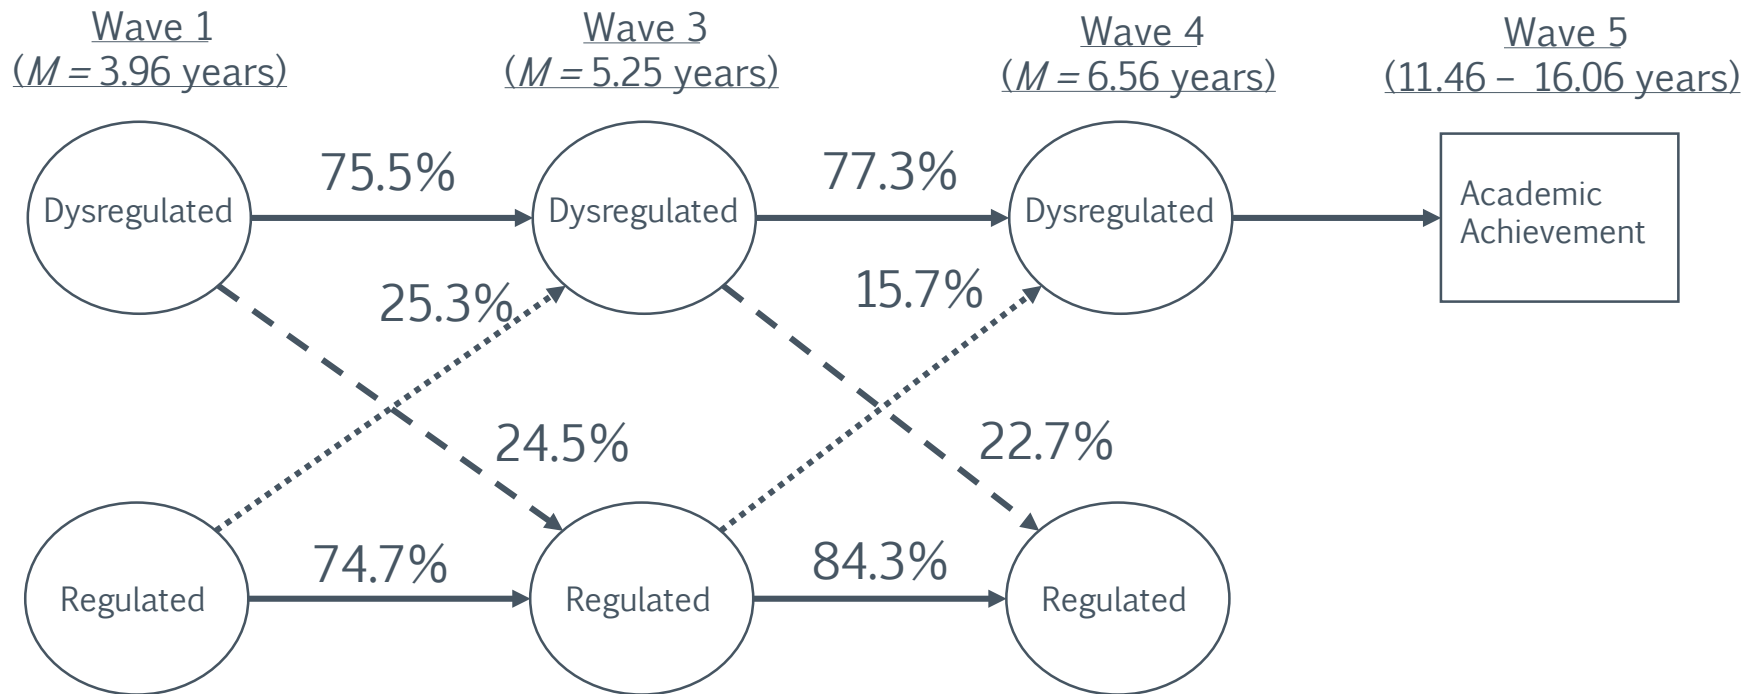 Wave 1
(M = 3.96 years)
Wave 3
(M = 5.25 years)
Wave 4
(M = 6.56 years)
Wave 5
(11.46 – 16.06 years)
Dysregulated
75.5%
Dysregulated
77.3%
Dysregulated
Academic
Achievement
25.3%
15.7%
24.5%
22.7%
Regulated
74.7%
Regulated
84.3%
Regulated